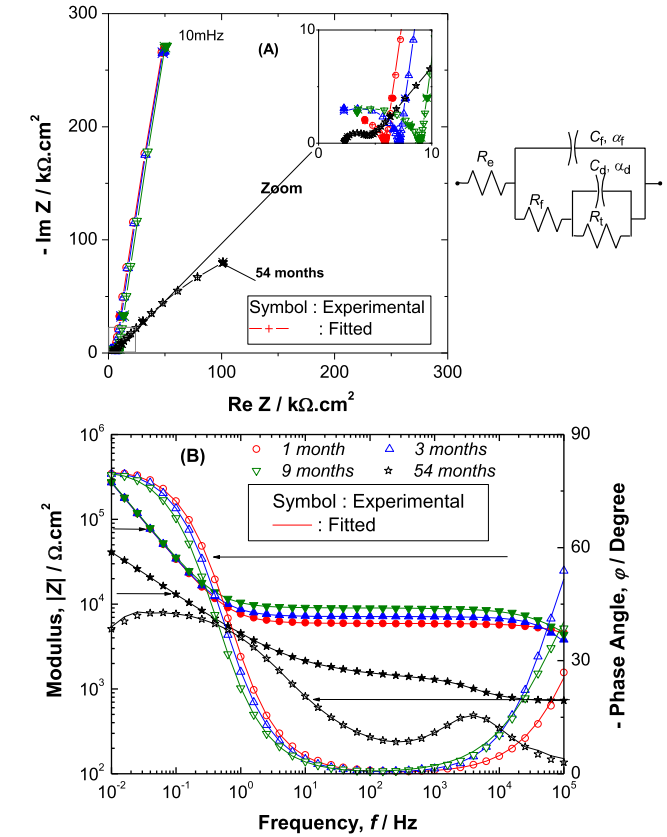 300
200
100
0
- Im Z / kΩ.cm²
10mHz
(A)
10
0
0
10
Zoom
54 months
Symbol : Experimental
: Fitted
0
100
200
300
Re Z / kΩ.cm²
Re
Cf, αf
Cd, αd
Rf
Rt
10⁶
10⁵
10⁴
10³
10²
Modulus, |Z| / Ω.cm²
(B)
1 month
3 months
9 months
54 months
Symbol : Experimental
: Fitted
90
60
30
0
- Phase Angle, φ / Degree
10⁻² 10⁻¹ 10⁰ 10¹ 10² 10³ 10⁴ 10⁵
Frequency, f / Hz